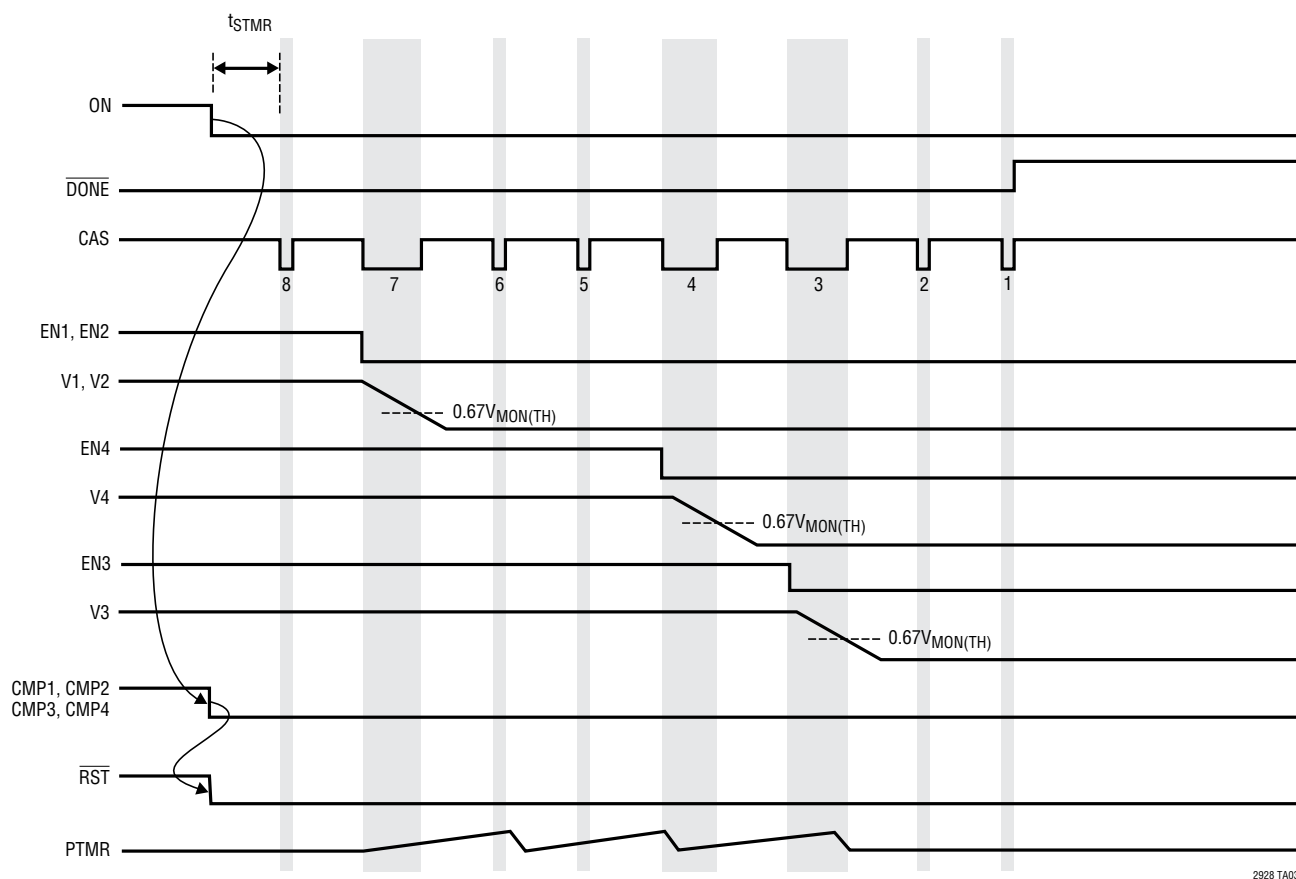 tSTMR
ON
DONE
CAS
8 7 6 5 4 3 2 1
EN1, EN2
V1, V2
0.67VMON(TH)
EN4
V4
0.67VMON(TH)
EN3
V3
0.67VMON(TH)
CMP1, CMP2
CMP3, CMP4
RST
PTMR
2928 TA03